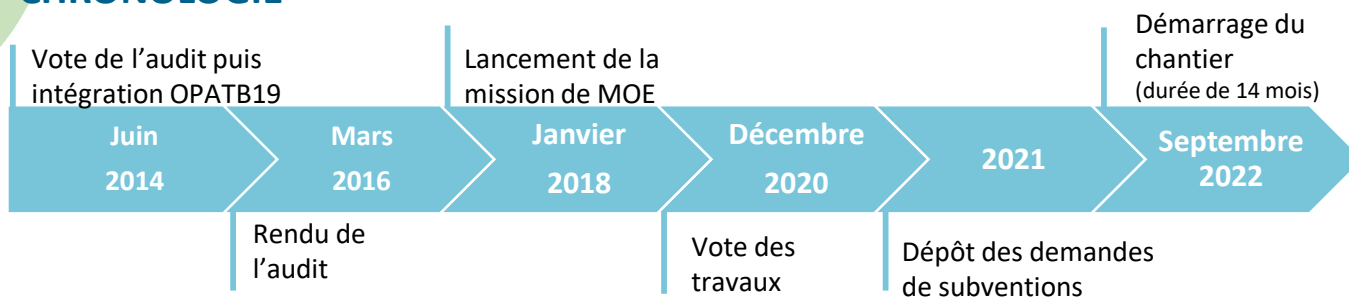 CHRONOLOGIE
Démarrage du
chantier
(durée de 14 mois)
Vote de l'audit puis
intégration OPATB19
Lancement de la
mission de MOE
Juin
2014
Mars
2016
Janvier
2018
Décembre
2020
2021
Septembre
2022
Rendu de
l'audit
Vote des
travaux
Dépôt des demandes
de subventions